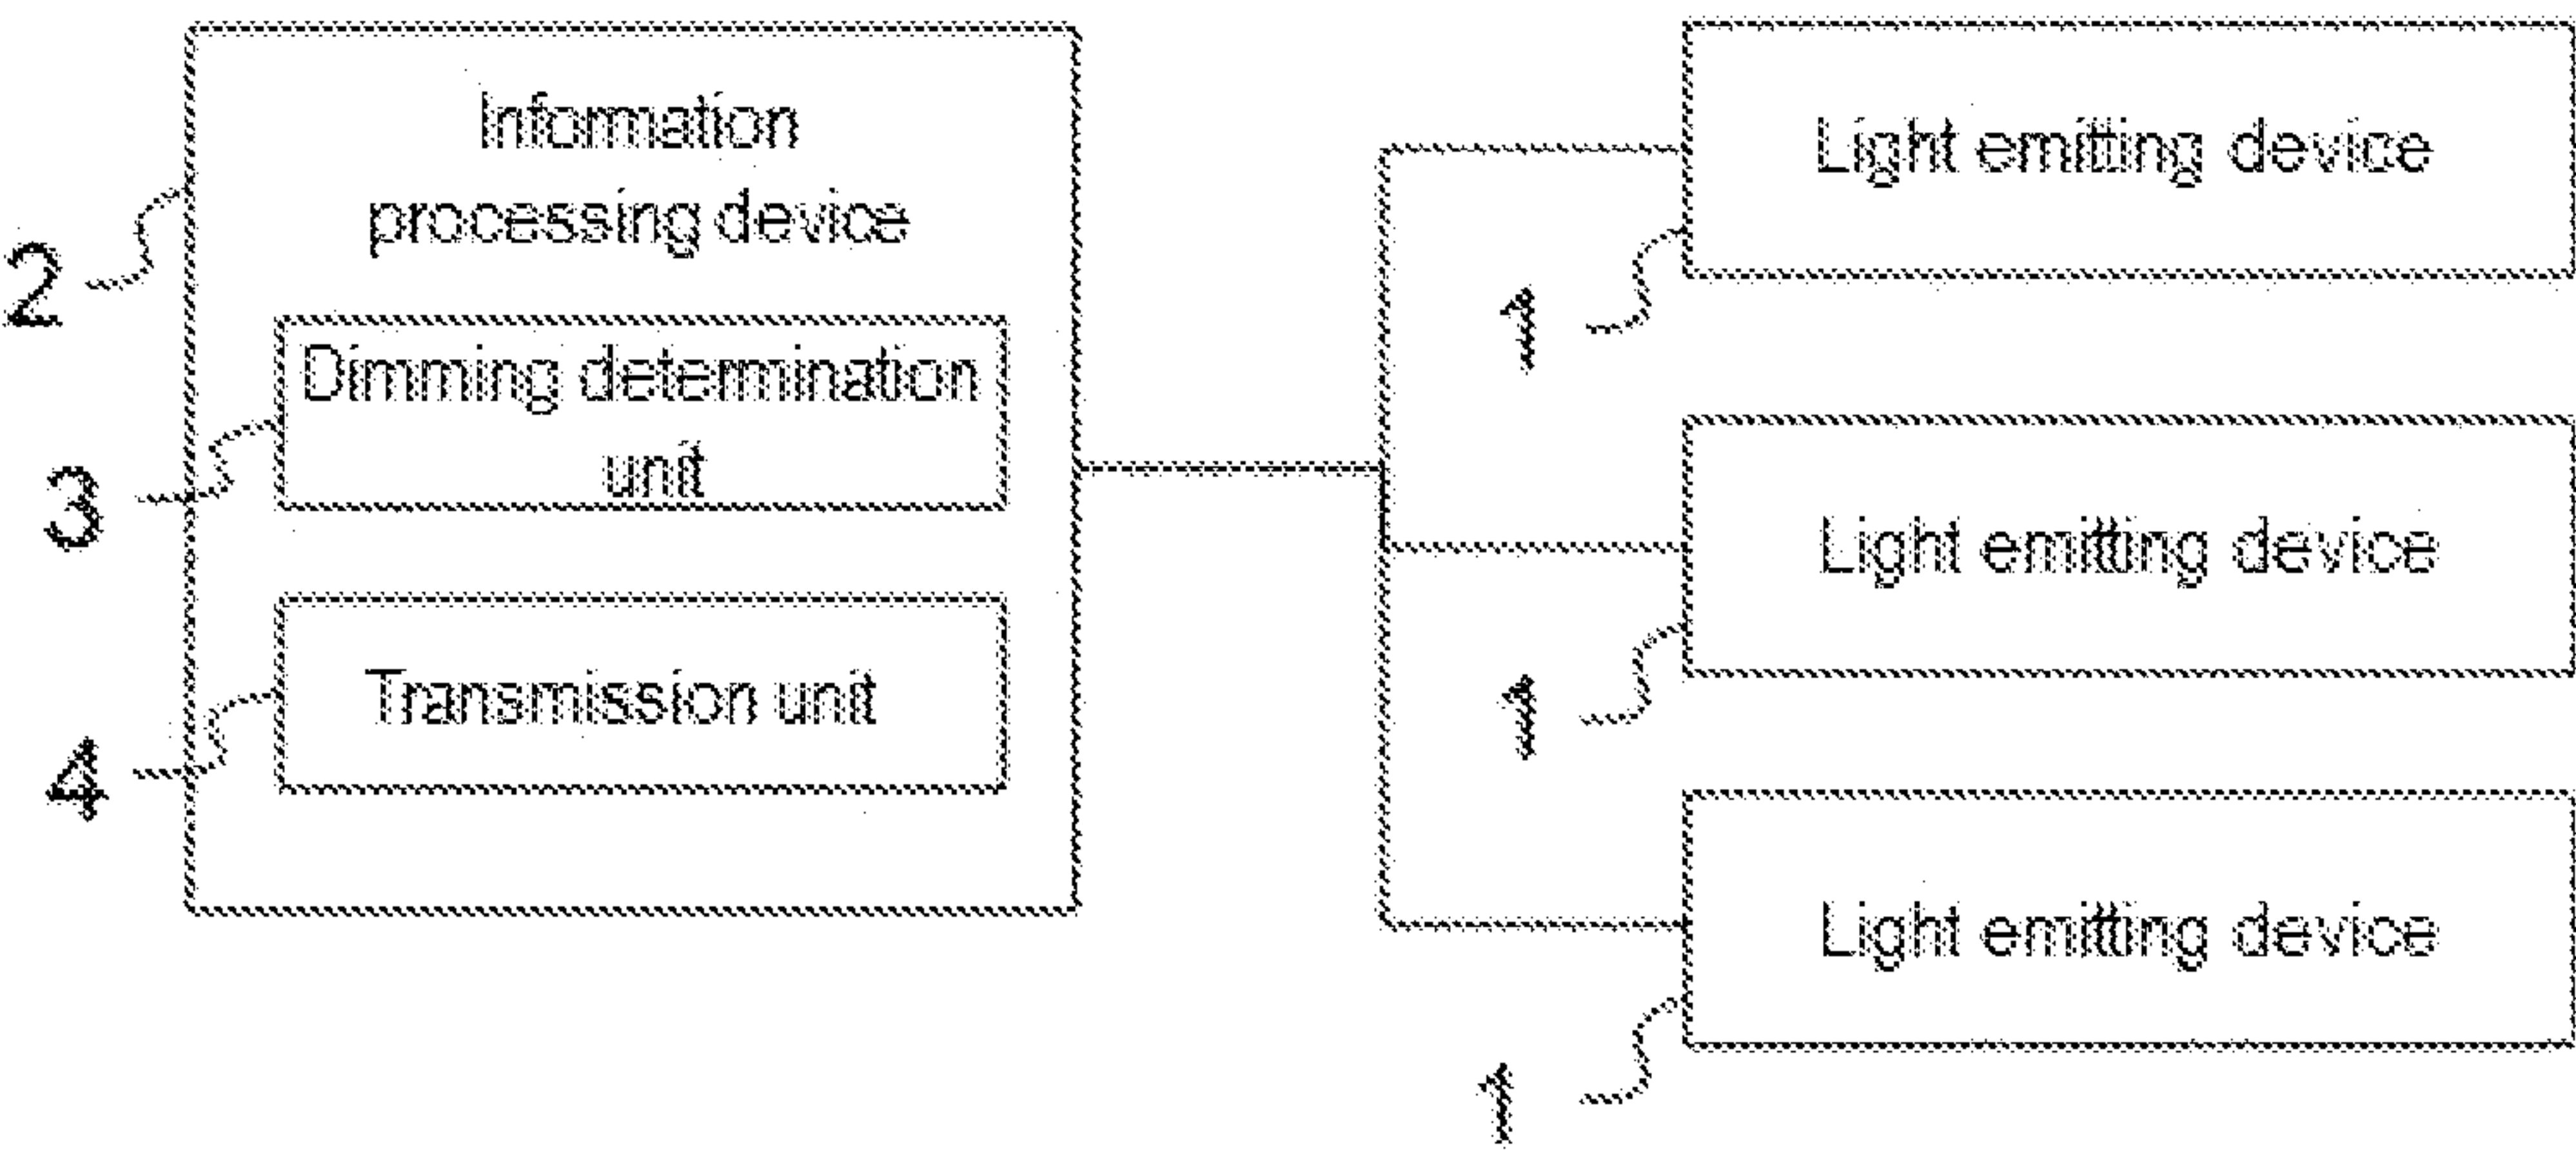 Information
processing device
2
Dimming determination
unit
3
Transmission unit
4
Light emitting device
1
Light emitting device
1
Light emitting device
1